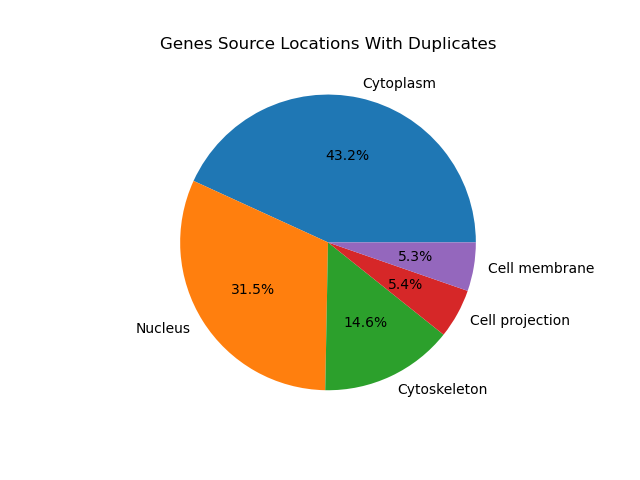 Genes Source Locations With Duplicates
Cytoplasm
43.2%
5.3%
Cell membrane
5.4%
31.5%
Cell projection
14.6%
Nucleus
Cytoskeleton